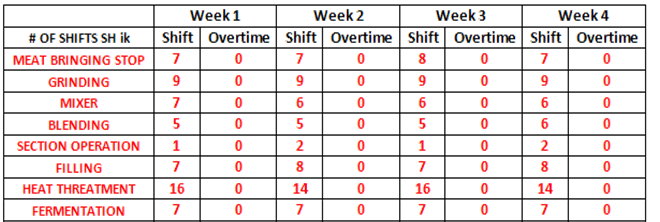 Week 1 Week 2 Week 3 Week 4
# OF SHIFTS SH ik Shift Overtime Shift Overtime Shift Overtime Shift Overtime
MEAT BRINGING STOP 7 0 7 0 8 0 7 0
GRINDING 9 0 9 0 9 0 9 0
MIXER 7 0 6 0 6 0 6 0
BLENDING 5 0 5 0 5 0 6 0
SECTION OPERATION 1 0 2 0 1 0 2 0
FILLING 7 0 8 0 7 0 8 0
HEAT THREATMENT 16 0 14 0 16 0 14 0
FERMENTATION 7 0 7 0 7 0 7 0